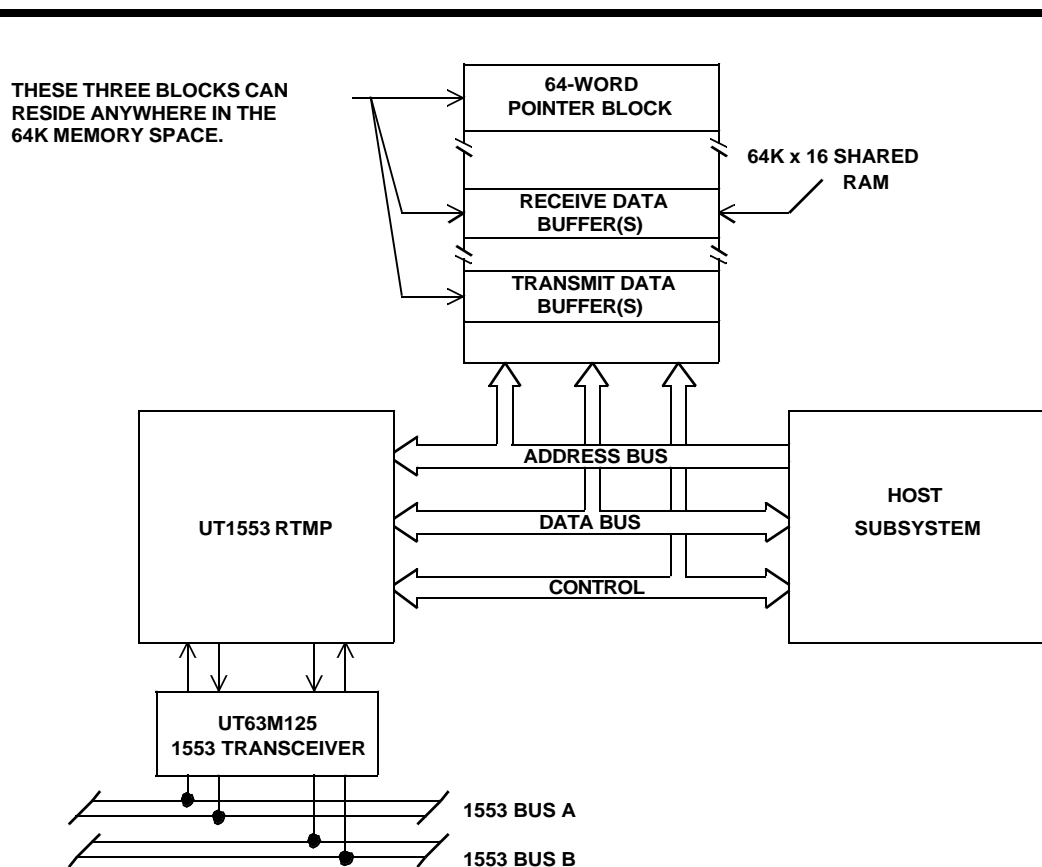 THESE THREE BLOCKS CAN
RESIDE ANYWHERE IN THE
64K MEMORY SPACE.
64-WORD
POINTER BLOCK
64K x 16 SHARED
RAM
RECEIVE DATA
BUFFER(S)
TRANSMIT DATA
BUFFER(S)
ADDRESS BUS
UT1553 RTMP
DATA BUS
HOST
SUBSYSTEM
CONTROL
UT63M125
1553 TRANSCEIVER
1553 BUS A
1553 BUS B